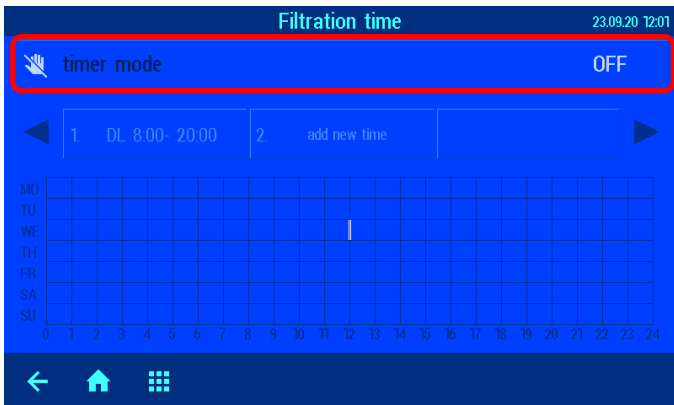 Filtration time 23.09.20 12:01
timer mode OFF
1. DL 8:00- 20:00 2. add new time
MO
TU
WE
TH
FR
SA
SU
0 1 2 3 4 5 6 7 8 9 10 11 12 13 14 15 16 17 18 19 20 21 22 23 24